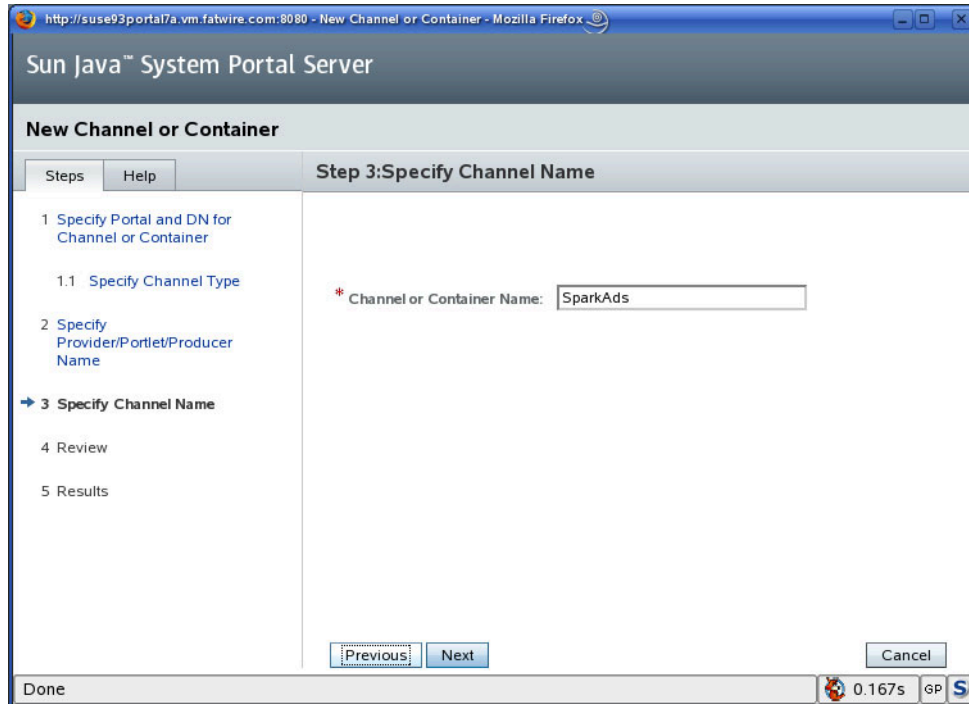 http://suse93portal7a.vm.fatwire.com:8080 - New Channel or Container - Mozilla Firefox
Sun Java™ System Portal Server
New Channel or Container
Steps
Help
1 Specify Portal and DN for
Channel or Container
1.1 Specify Channel Type
2 Specify
Provider/Portlet/Producer
Name
3 Specify Channel Name
4 Review
5 Results
Step 3:Specify Channel Name
* Channel or Container Name: SparkAds
Previous
Next
Cancel
Done
0.167s
GP
S